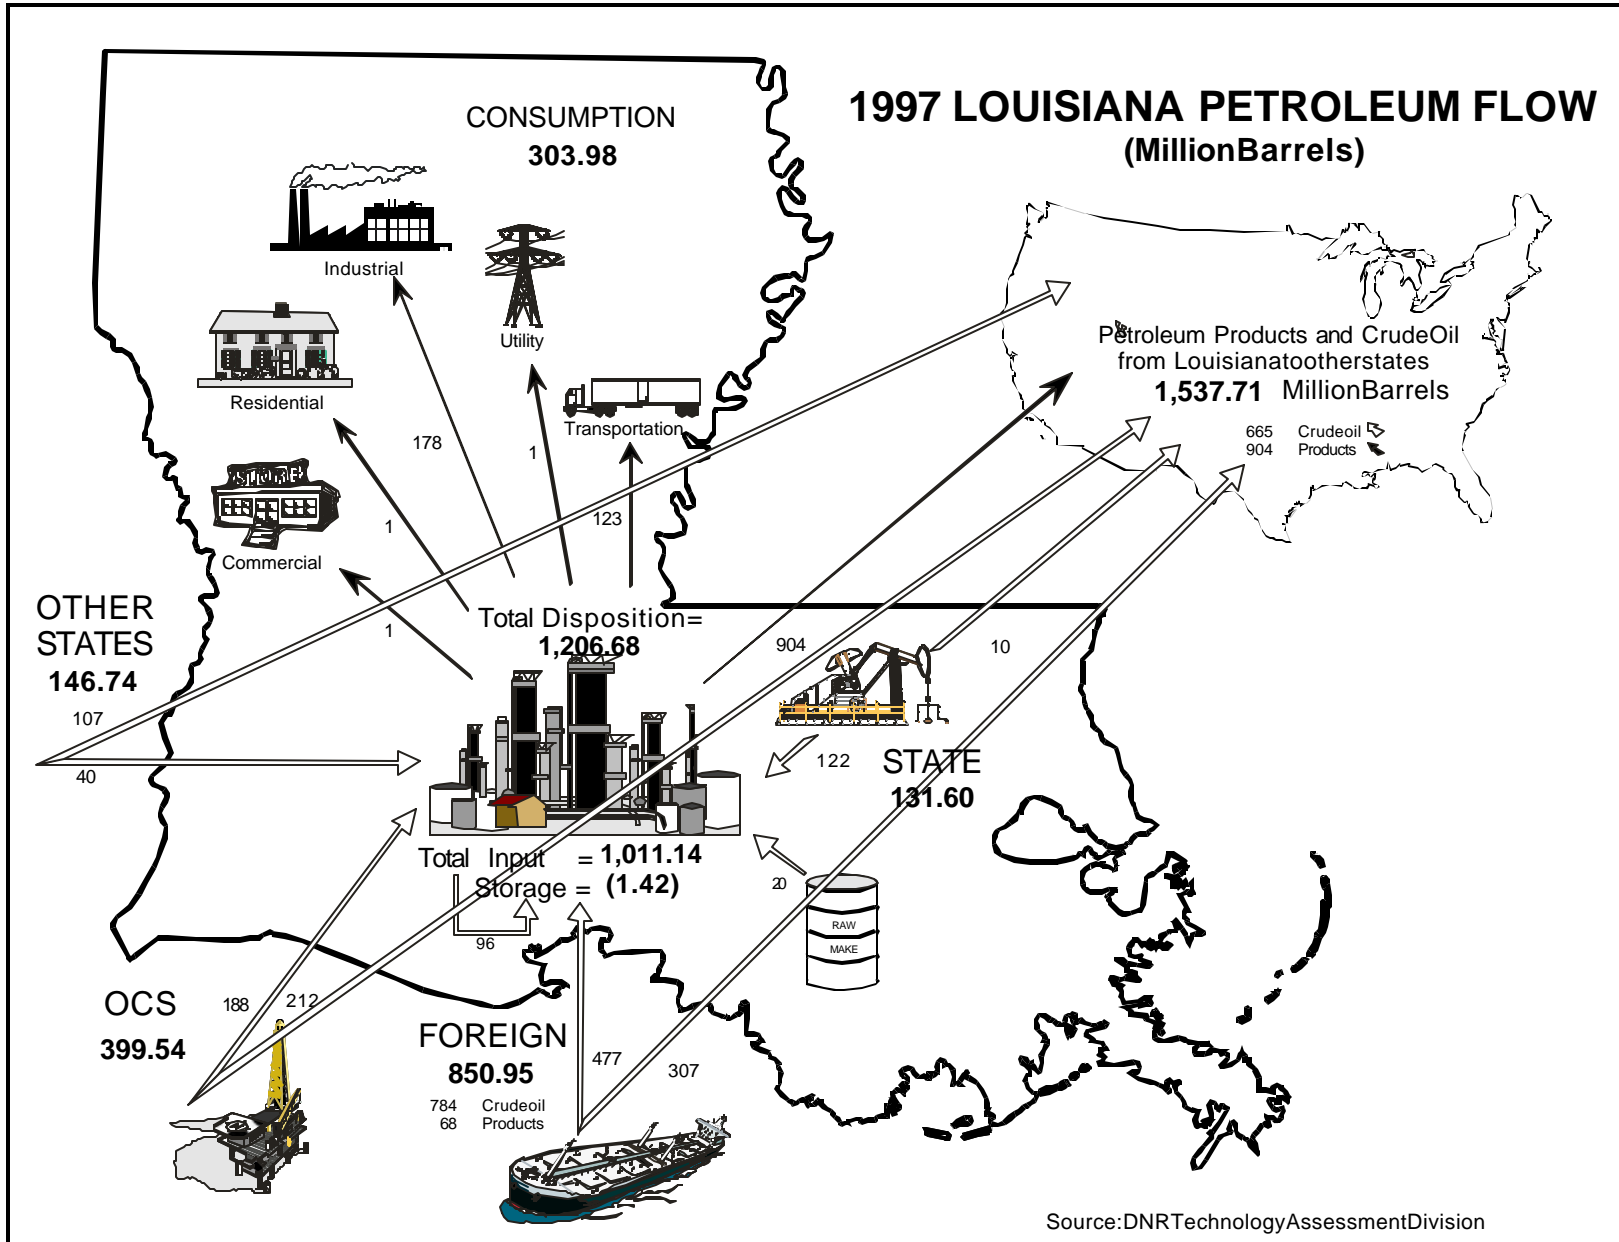 1997 LOUISIANA PETROLEUM FLOW
(MillionBarrels)
CONSUMPTION
303.98
Industrial
Utility
Residential
Transportation
Commercial
178
1
1
123
1
Petroleum Products and CrudeOil
from Louisianatootherstates
1,537.71 MillionBarrels
665 Crudeoil
904 Products
OTHER
STATES
146.74
107
40
Total Disposition=
1,206.68
904
10
122
STATE
131.60
Total Input = 1,011.14
Storage = (1.42)
96
20
RAW
MAKE
OCS
399.54
188
212
FOREIGN
850.95
784 Crudeoil
68 Products
477
307
STORE
Source:DNRTechnologyAssessmentDivision